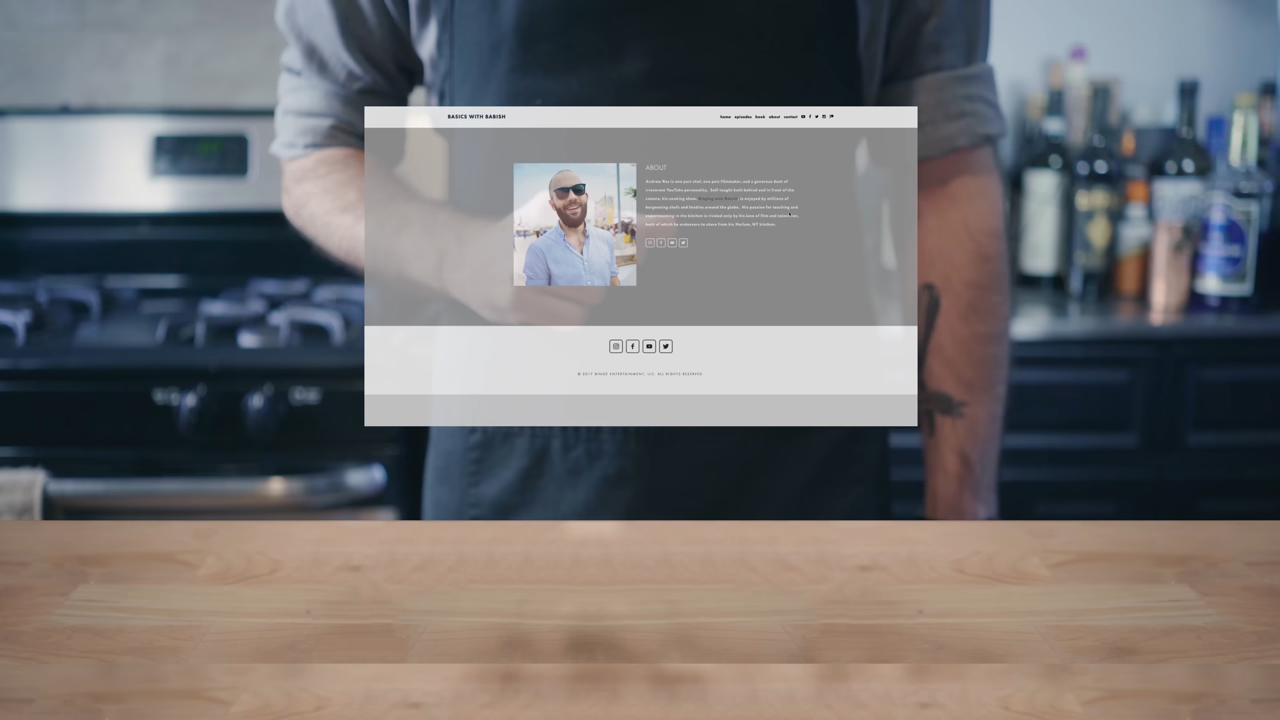 BASICS WITH BABISH
home episodes book about contact
ABOUT
Andrew Rea is one part chef, one part filmmaker, and a generous dash of
irreverent YouTube personality. Self-taught both behind and in front of the
camera, his cooking show, Binging with Babish, is enjoyed by millions of
burgeoning chefs and foodies around the globe. His passion for teaching and
experimenting in the kitchen is rivaled only by his love of film and television,
both of which he endeavors to share from his Harlem, NY kitchen.
© 2017 BINGE ENTERTAINMENT, LLC. ALL RIGHTS RESERVED.